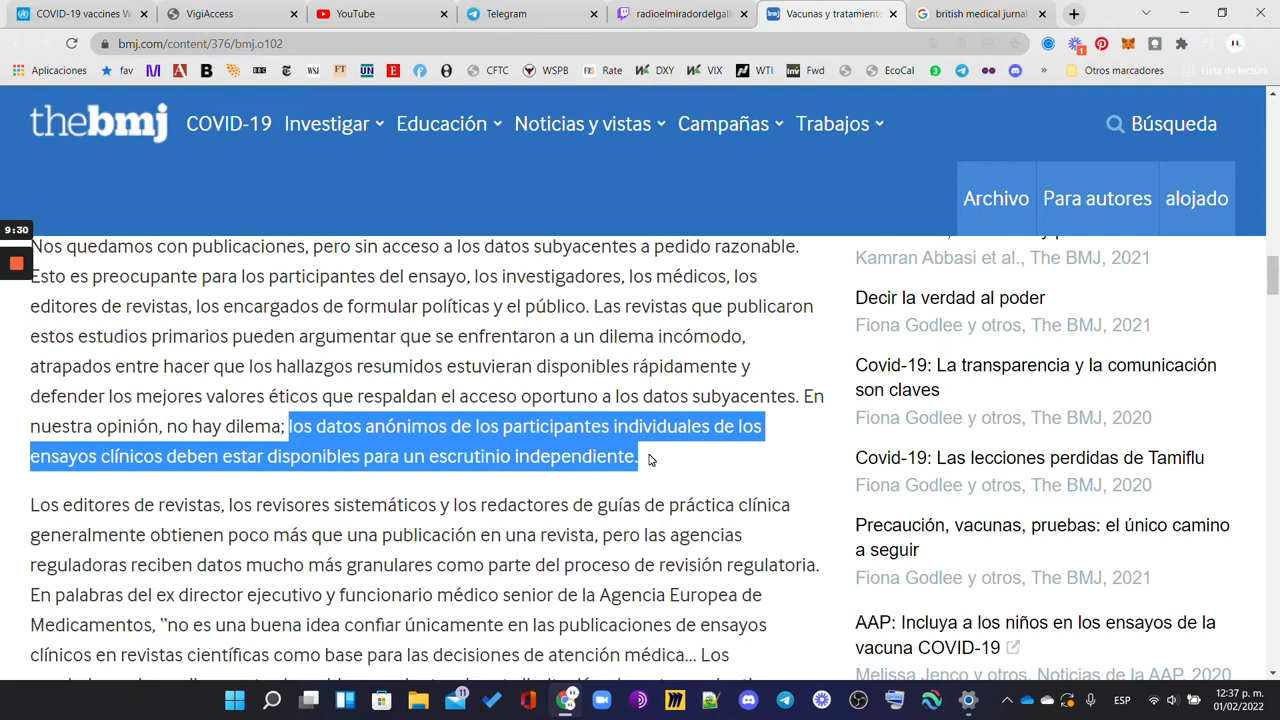 COVID-19 vaccines W
VigiAccess
YouTube
Telegram
radioelmiradordelgall
Vacunas y tratamiento
british medical jurnal
bmj.com/content/376/bmj.o102
Aplicaciones
fav
CFTC
WSPB
Rate
DXY
VIX
WTI
Fwd
EcoCal
Otros marcadores
Lista de lectura
thebmj
COVID-19
Investigar
Educación
Noticias y vistas
Campañas
Trabajos
Búsqueda
Archivo
Para autores
alojado
9:30
Nos quedamos con publicaciones, pero sin acceso a los datos subyacentes a pedido razonable.
Esto es preocupante para los participantes del ensayo, los investigadores, los médicos, los
editores de revistas, los encargados de formular políticas y el público. Las revistas que publicaron
estos estudios primarios pueden argumentar que se enfrentaron a un dilema incómodo,
atrapados entre hacer que los hallazgos resumidos estuvieran disponibles rápidamente y
defender los mejores valores éticos que respaldan el acceso oportuno a los datos subyacentes. En
nuestra opinión, no hay dilema; los datos anónimos de los participantes individuales de los
ensayos clínicos deben estar disponibles para un escrutinio independiente.
Los editores de revistas, los revisores sistemáticos y los redactores de guías de práctica clínica
generalmente obtienen poco más que una publicación en una revista, pero las agencias
reguladoras reciben datos mucho más granulares como parte del proceso de revisión regulatoria.
En palabras del ex director ejecutivo y funcionario médico senior de la Agencia Europea de
Medicamentos, “no es una buena idea confiar únicamente en las publicaciones de ensayos
clínicos en revistas científicas como base para las decisiones de atención médica... Los
Kamran Abbasi et al., The BMJ, 2021
Decir la verdad al poder
Fiona Godlee y otros, The BMJ, 2021
Covid-19: La transparencia y la comunicación
son claves
Fiona Godlee y otros, The BMJ, 2020
Covid-19: Las lecciones perdidas de Tamiflu
Fiona Godlee y otros, The BMJ, 2020
Precaución, vacunas, pruebas: el único camino
a seguir
Fiona Godlee y otros, The BMJ, 2021
AAP: Incluya a los niños en los ensayos de la
vacuna COVID-19
Melissa Jenco y otros, Noticias de la AAP, 2020
11
ESP
12:37 p. m.
01/02/2022